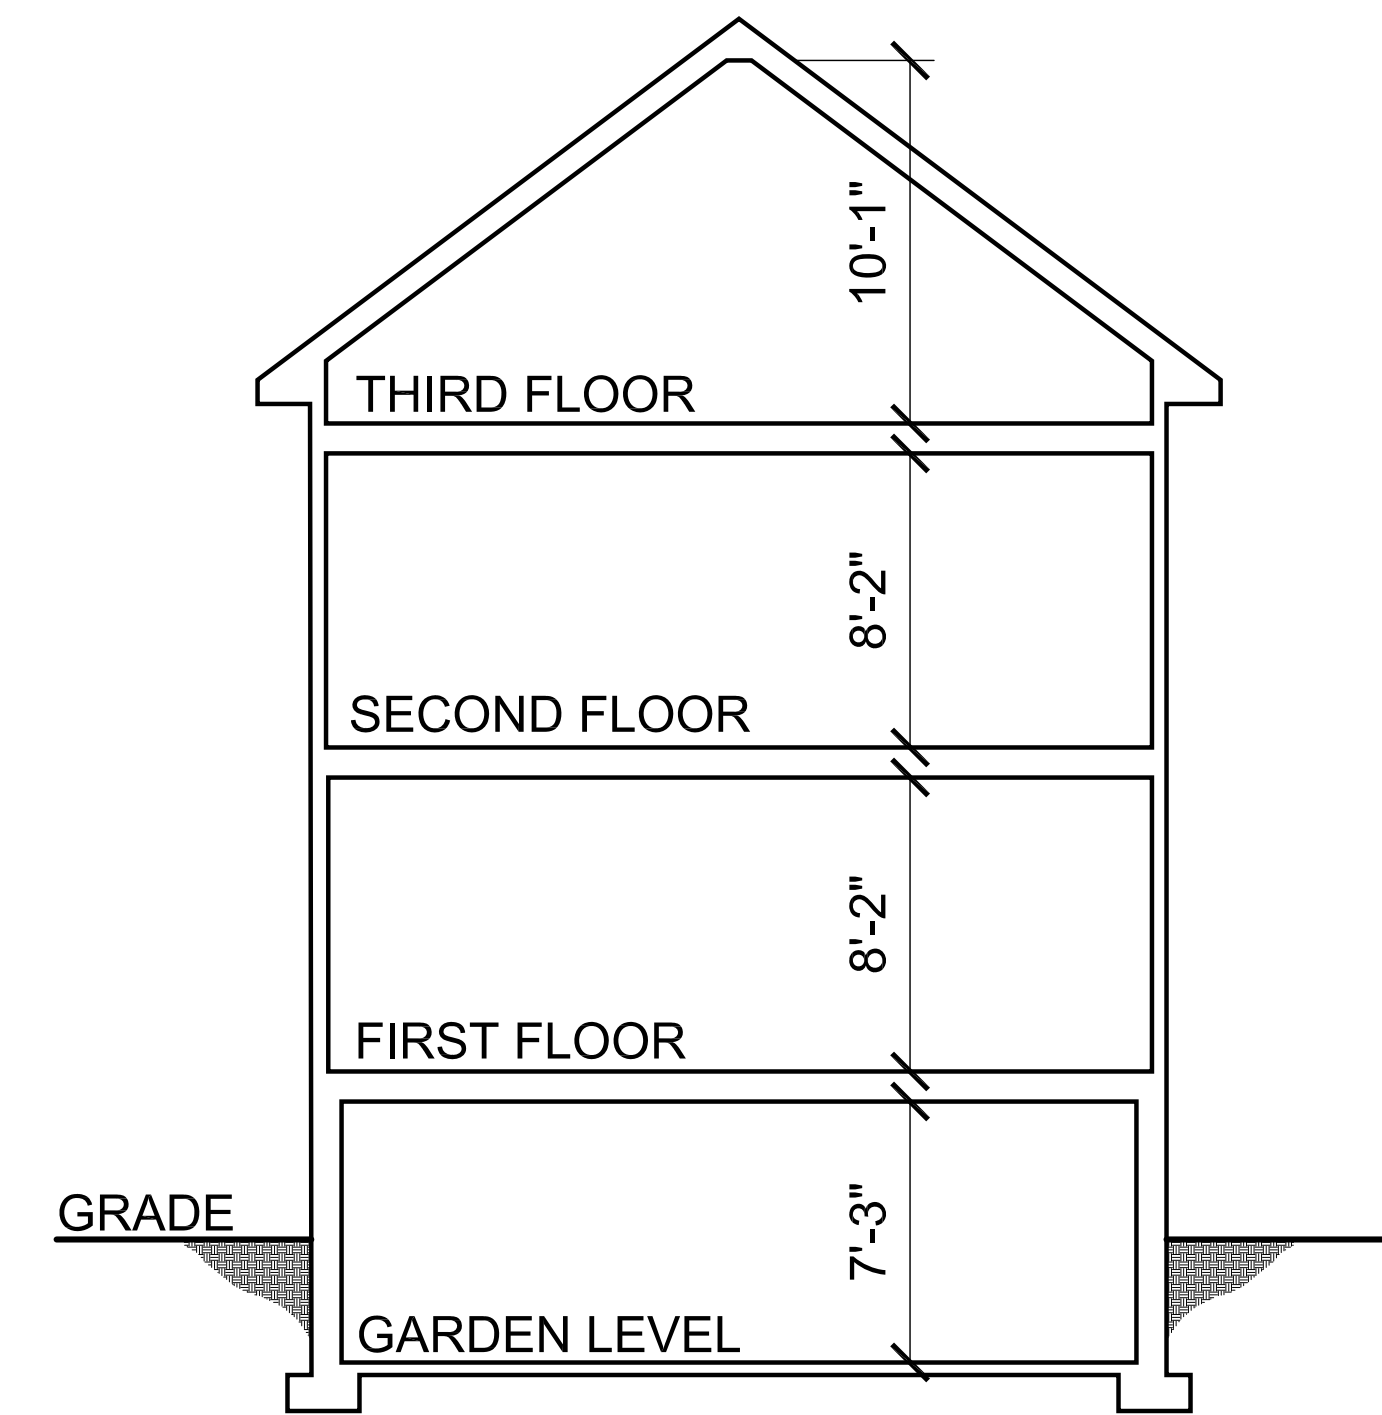 10'-1"
THIRD FLOOR
8'-2"
SECOND FLOOR
8'-2"
FIRST FLOOR
GRADE
7'-3"
GARDEN LEVEL